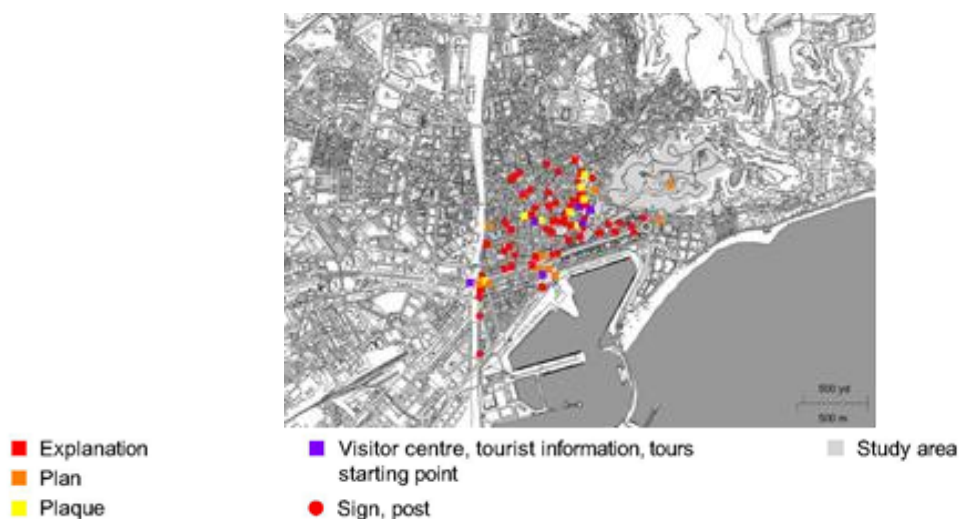 500 yd
500 m
Explanation
Plan
Plaque
Visitor centre, tourist information, tours
starting point
Sign, post
Study area